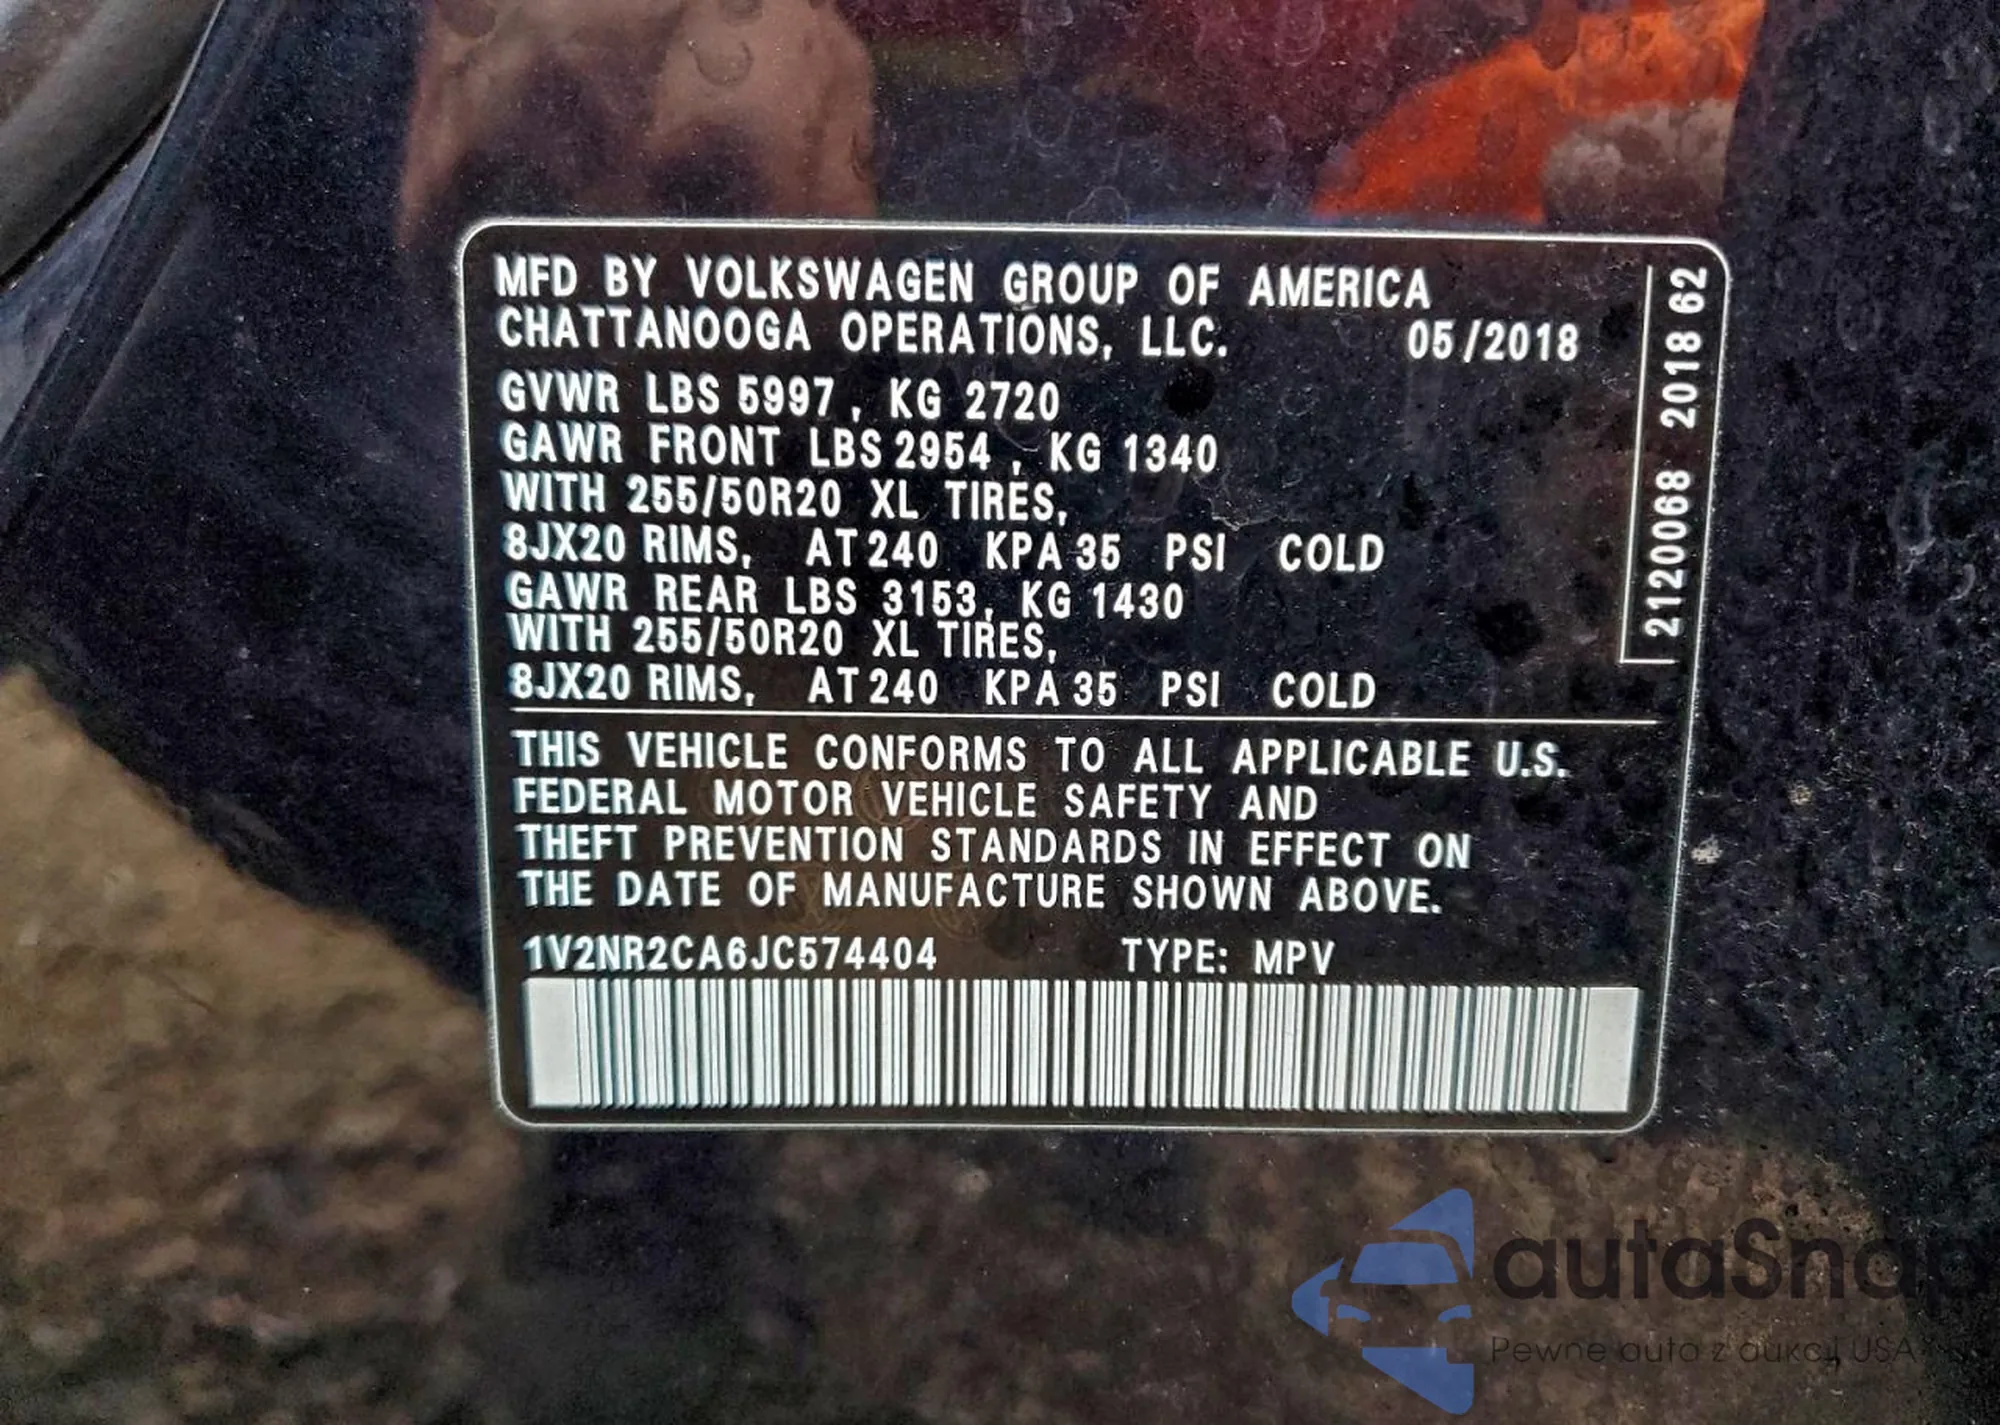 MFD BY VOLKSWAGEN GROUP OF AMERICA
CHATTANOOGA OPERATIONS, LLC. 05/2018
GVWR LBS 5997, KG 2720
GAWR FRONT LBS 2954, KG 1340
WITH 255/50R20 XL TIRES,
8JX20 RIMS, AT 240 KPA 35 PSI COLD
GAWR REAR LBS 3153, KG 1430
WITH 255/50R20 XL TIRES,
8JX20 RIMS, AT 240 KPA 35 PSI COLD
THIS VEHICLE CONFORMS TO ALL APPLICABLE U.S.
FEDERAL MOTOR VEHICLE SAFETY AND
THEFT PREVENTION STANDARDS IN EFFECT ON
THE DATE OF MANUFACTURE SHOWN ABOVE.
1V2NR2CA6JC574404 TYPE: MPV
2120068 2018 62
autaSnap
Pewne auta z aukcji USA